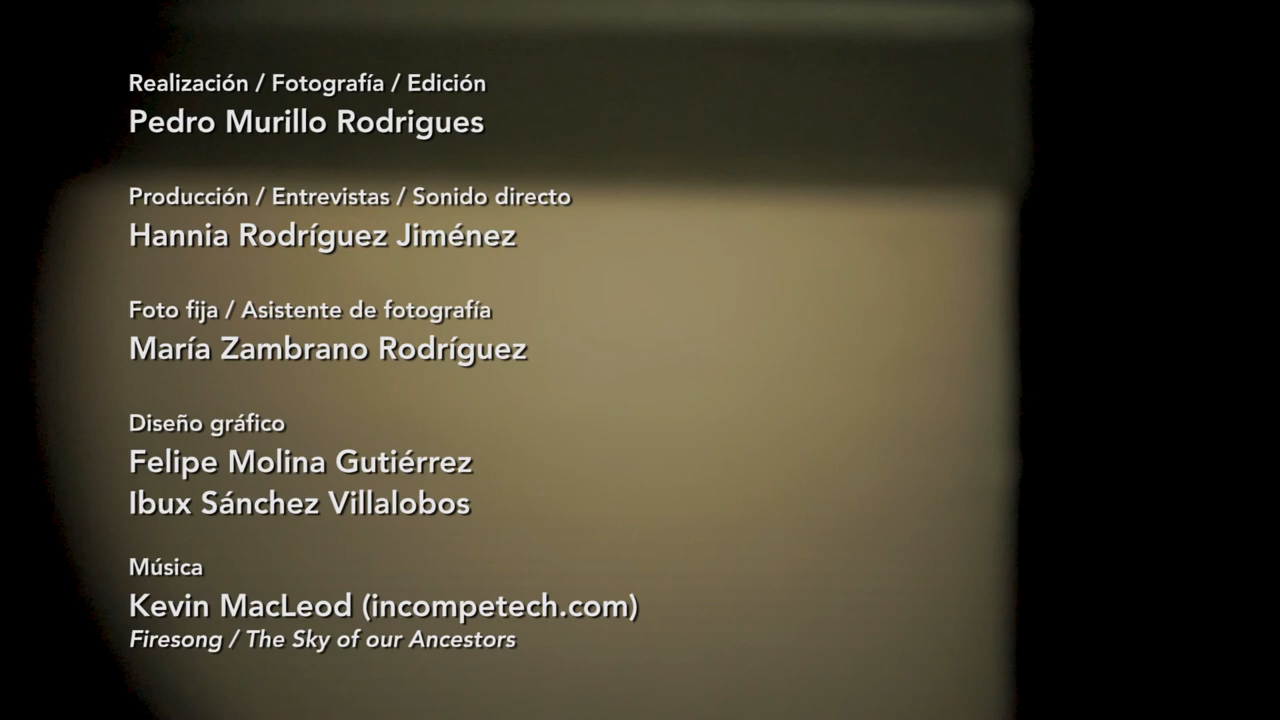 Realización / Fotografía / Edición
Pedro Murillo Rodrigues
Producción / Entrevistas / Sonido directo
Hannia Rodríguez Jiménez
Foto fija / Asistente de fotografía
María Zambrano Rodríguez
Diseño gráfico
Felipe Molina Gutiérrez
Ibux Sánchez Villalobos
Música
Kevin MacLeod (incompetech.com)
Firesong / The Sky of our Ancestors